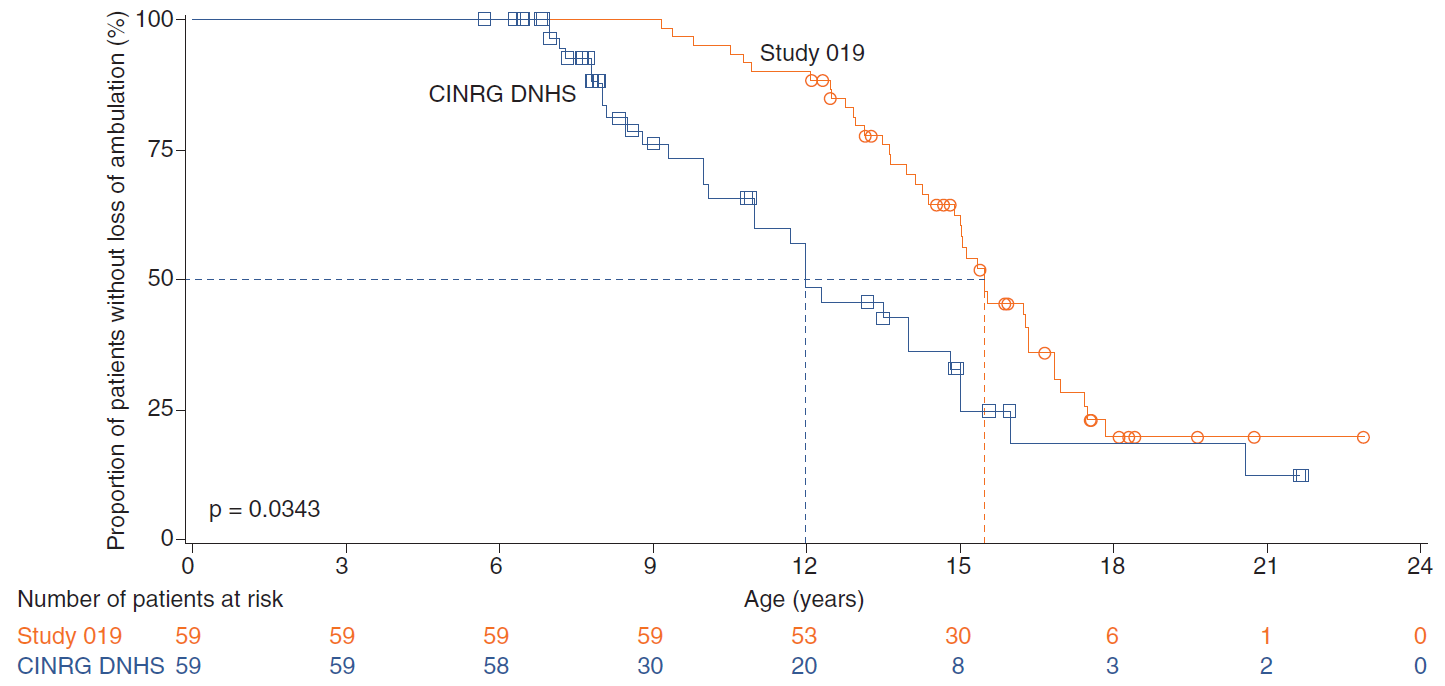 Proportion of patients without loss of ambulation (%)
100
75
50
25
0
Study 019
CINRG DNHS
p = 0.0343
0 3 6 9 12 15 18 21 24
Number of patients at risk
Age (years)
Study 019 59 59 59 59 53 30 6 1 0
CINRG DNHS 59 59 58 30 20 8 3 2 0